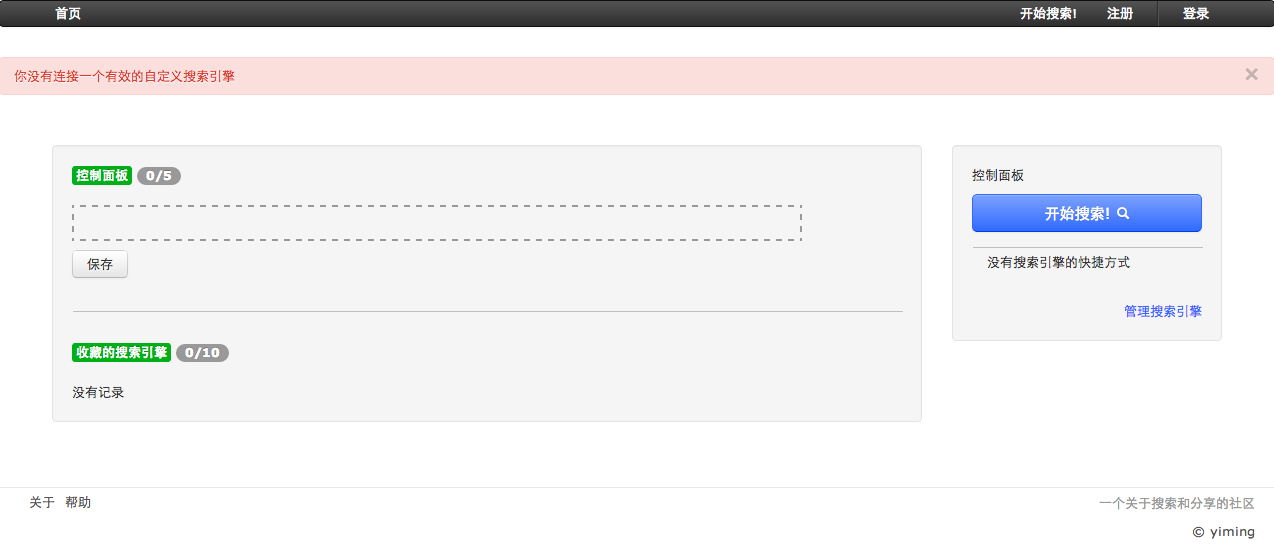 首页 开始搜索! 注册 登录
你没有连接一个有效的自定义搜索引擎 ×
控制面板 0/5
保存
收藏的搜索引擎 0/10
没有记录
控制面板
开始搜索!
没有搜索引擎的快捷方式
管理搜索引擎
关于 帮助
一个关于搜索和分享的社区
© yiming